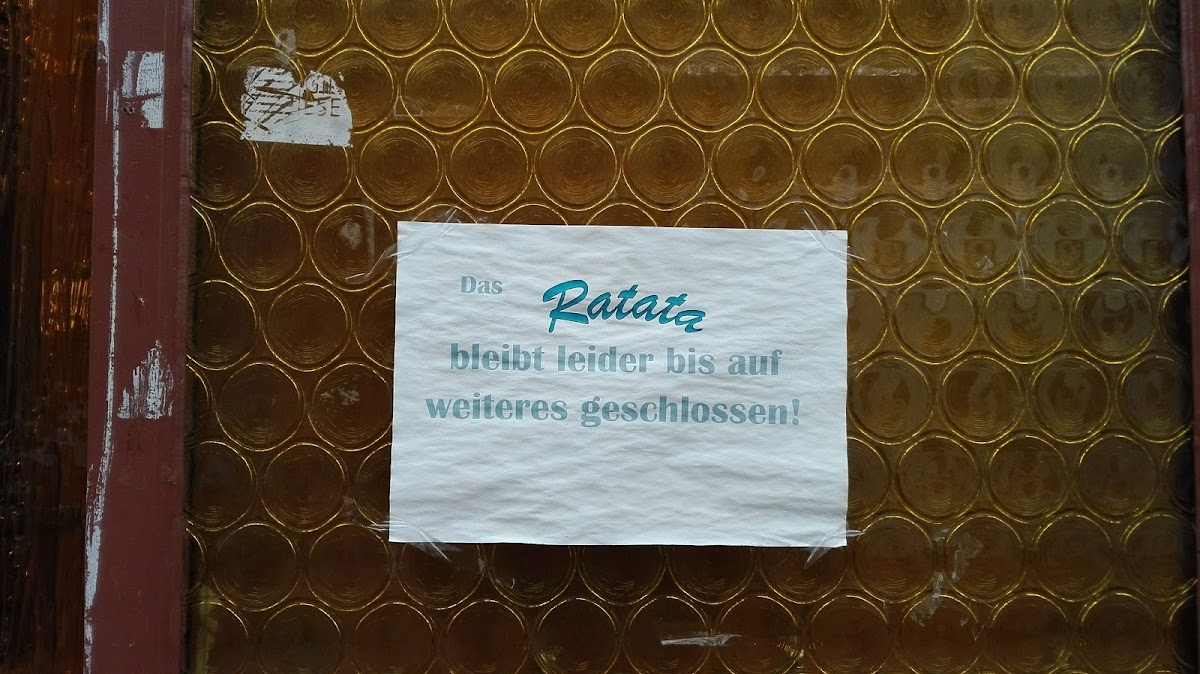 Das Ratata
bleibt leider bis auf
weiteres geschlossen!